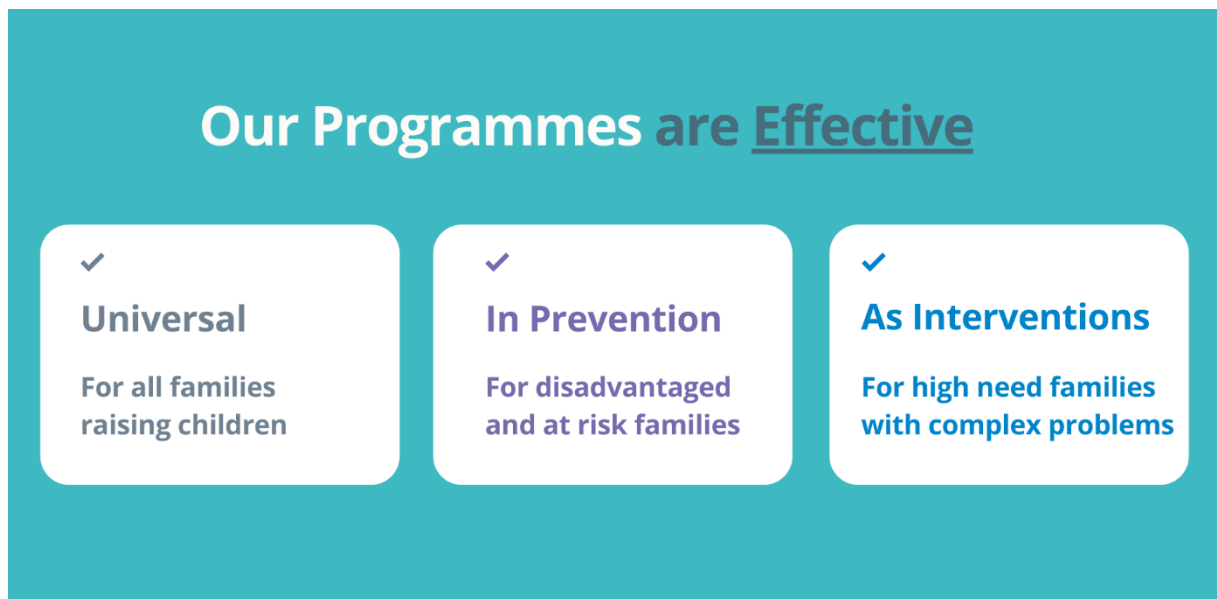 Our Programmes are Effective
Universal
For all families
raising children
In Prevention
For disadvantaged
and at risk families
As Interventions
For high need families
with complex problems